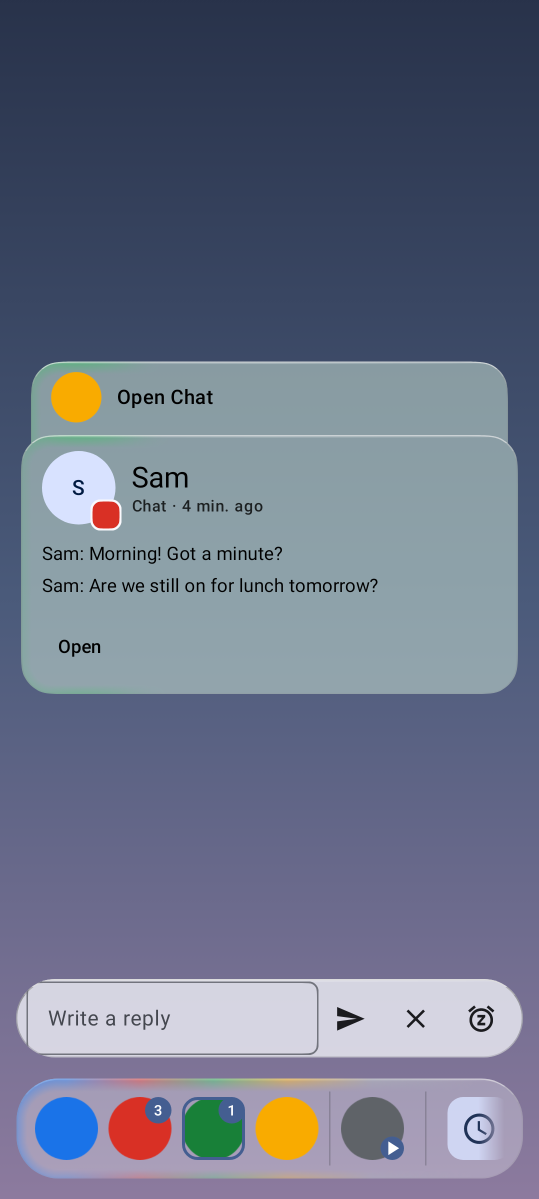 Open Chat
S
Sam
Chat · 4 min. ago
Sam: Morning! Got a minute?
Sam: Are we still on for lunch tomorrow?
Open
Write a reply
3
1